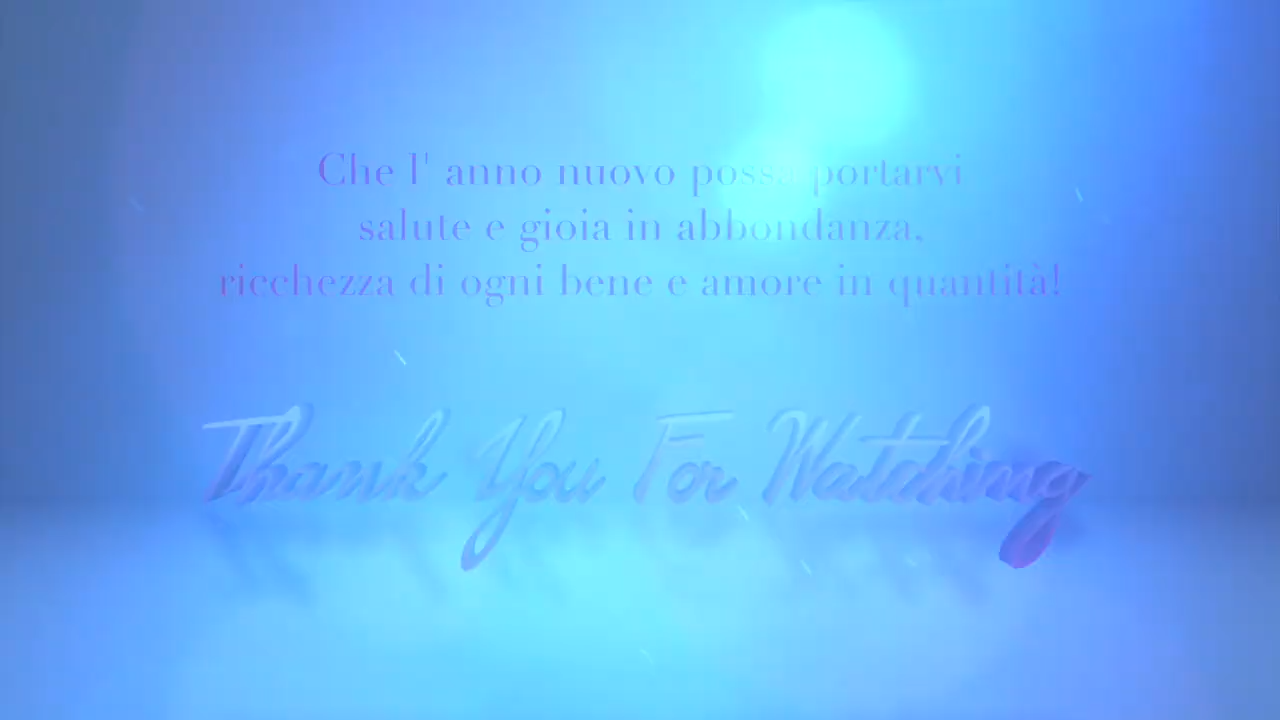 Che l' anno nuovo possa portarvi
salute e gioia in abbondanza,
ricchezza di ogni bene e amore in quantità!
Thank You For Watching